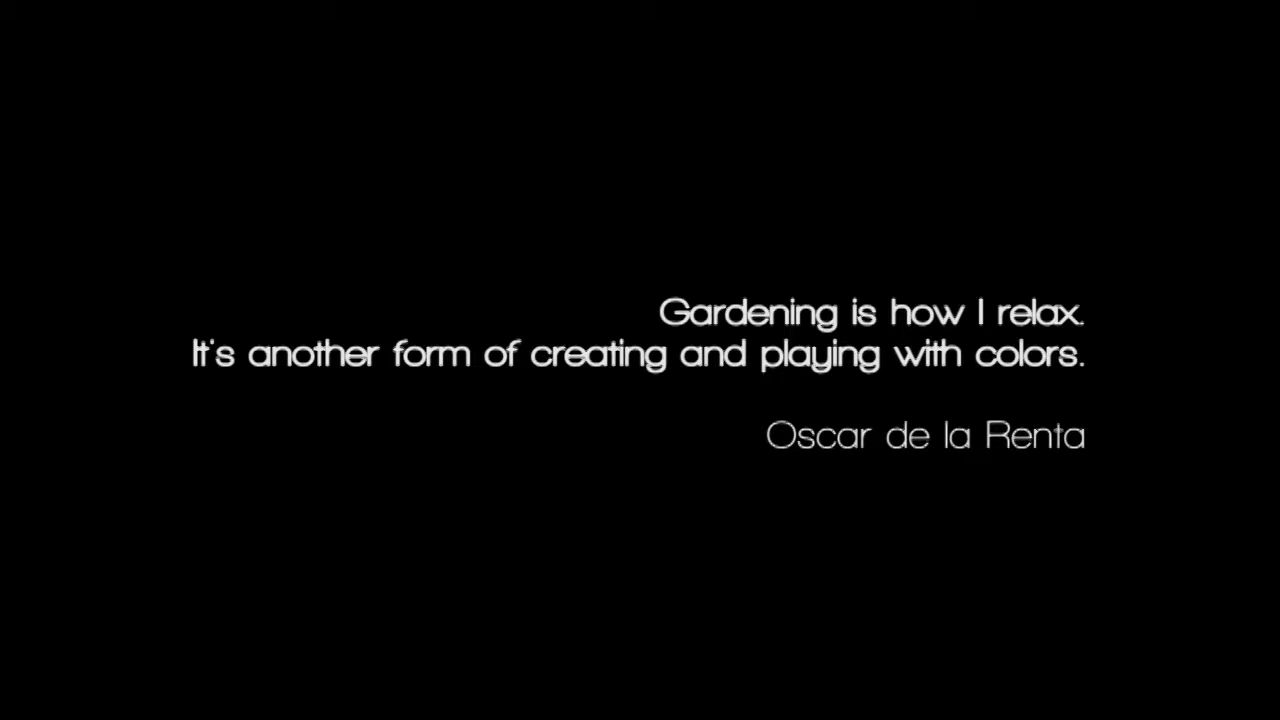 Gardening is how I relax.
It's another form of creating and playing with colors.
Oscar de la Renta